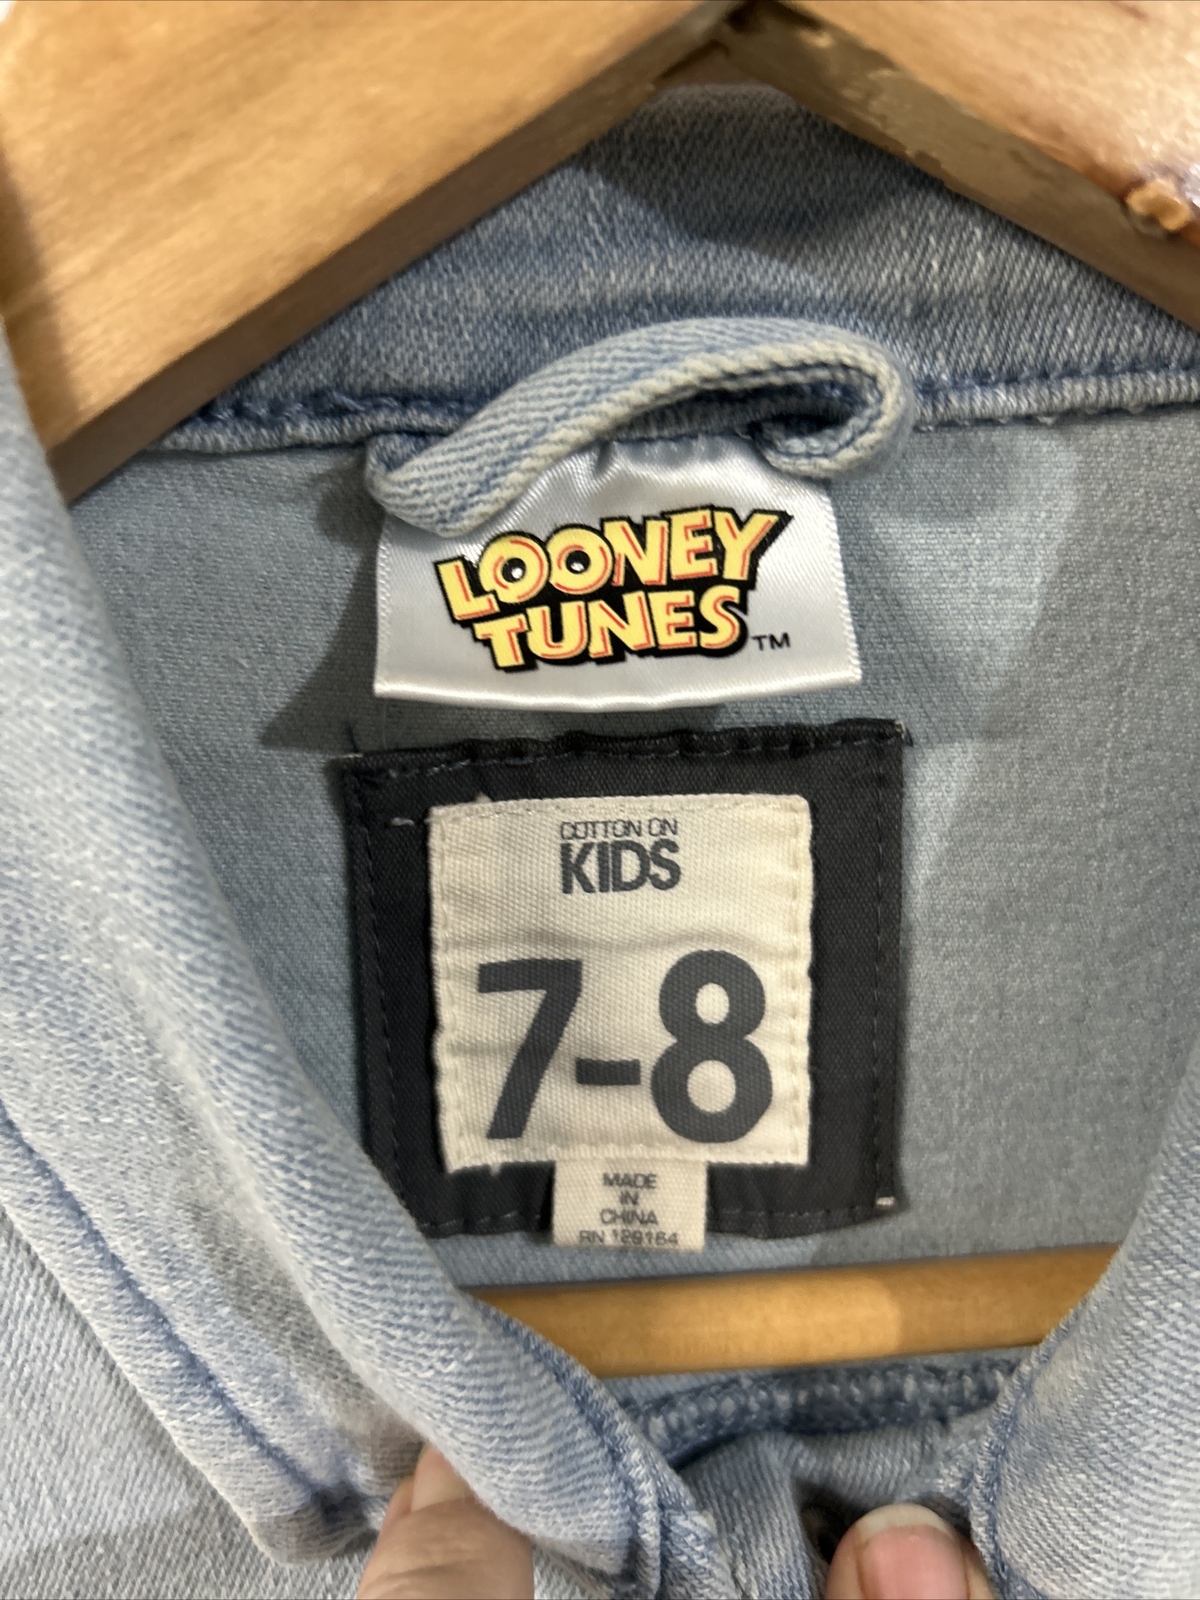 LOONEY
TUNES TM
COTTON ON
KIDS
7-8
MADE
IN
CHINA
RN 129164